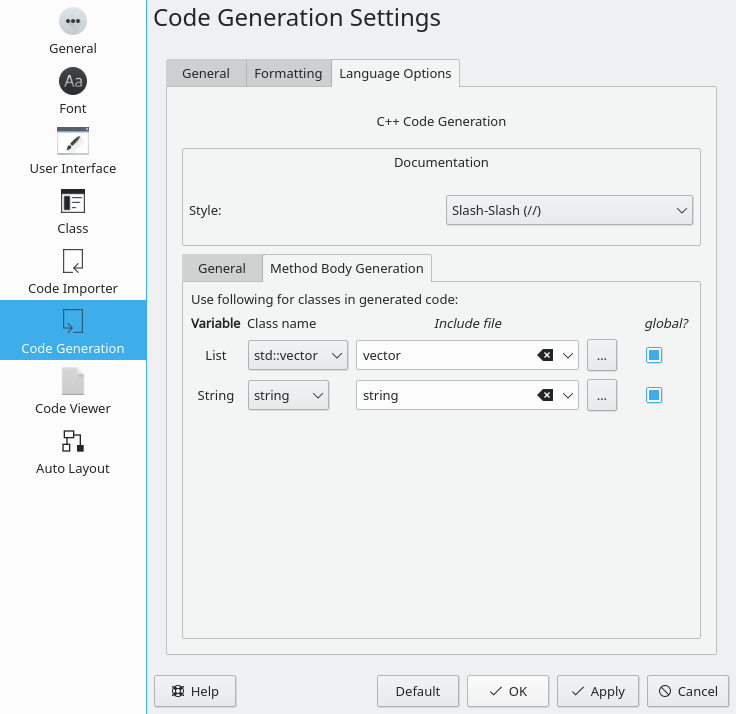 Code Generation Settings
General
Font
User Interface
Class
Code Importer
Code Generation
Code Viewer
Auto Layout
General Formatting Language Options
C++ Code Generation
Documentation
Style: Slash-Slash (//)
General Method Body Generation
Use following for classes in generated code:
Variable Class name Include file global?
List std::vector vector ...
String string string ...
Help Default OK Apply Cancel